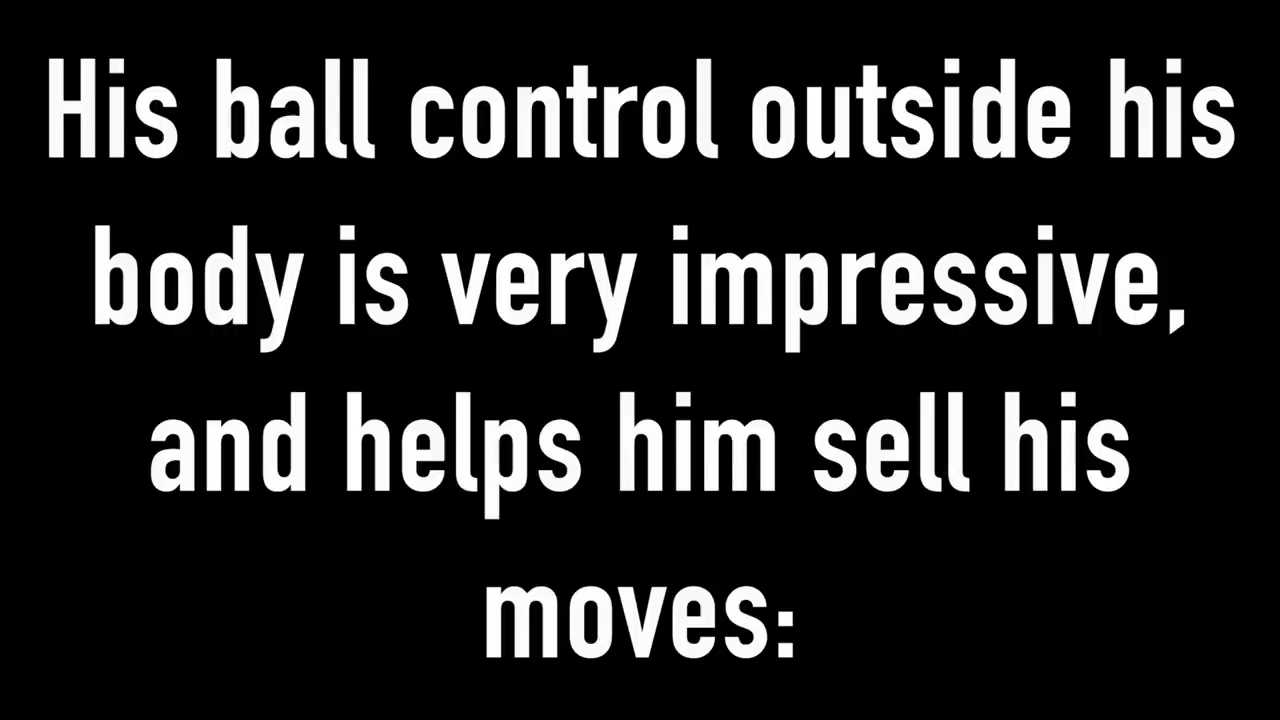 His ball control outside his
body is very impressive,
and helps him sell his
moves: